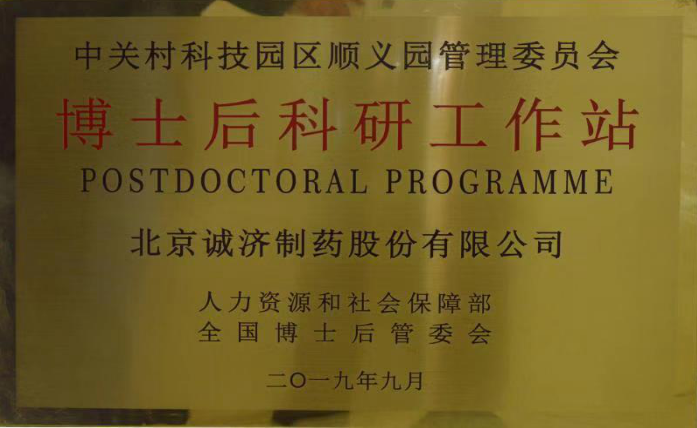 中关村科技园区顺义园管理委员会
博士后科研工作站
POSTDOCTORAL PROGRAMME
北京诚济制药股份有限公司
人力资源和社会保障部
全国博士后管委会
二〇一九年九月